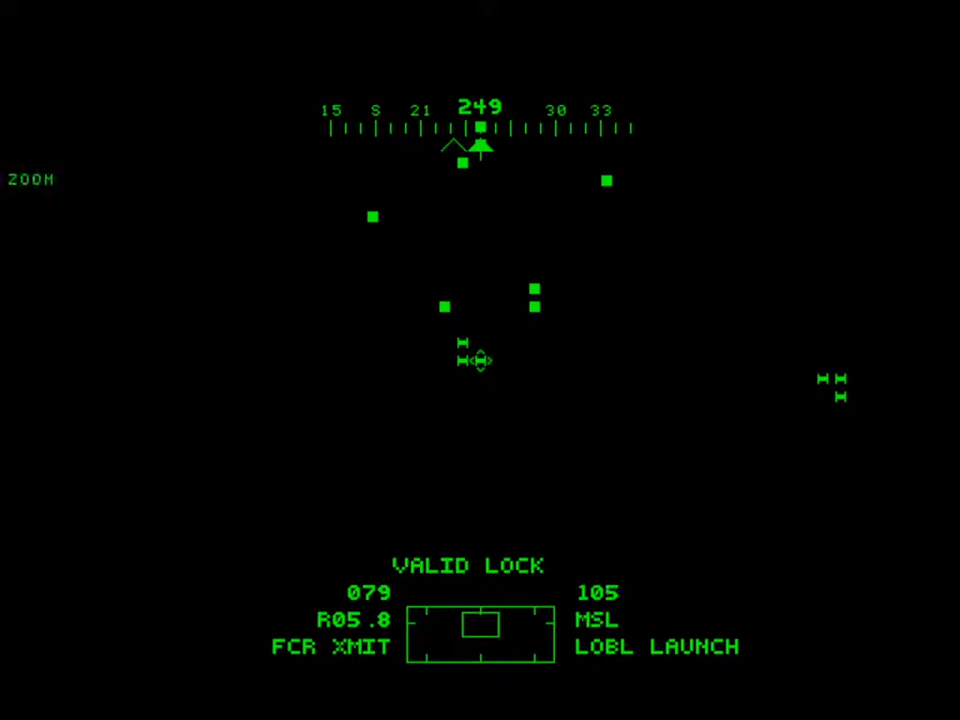 249
15 S 21 30 33
ZOOM
VALID LOCK
079 105
R05.8 MSL
FCR XMIT LOBL LAUNCH